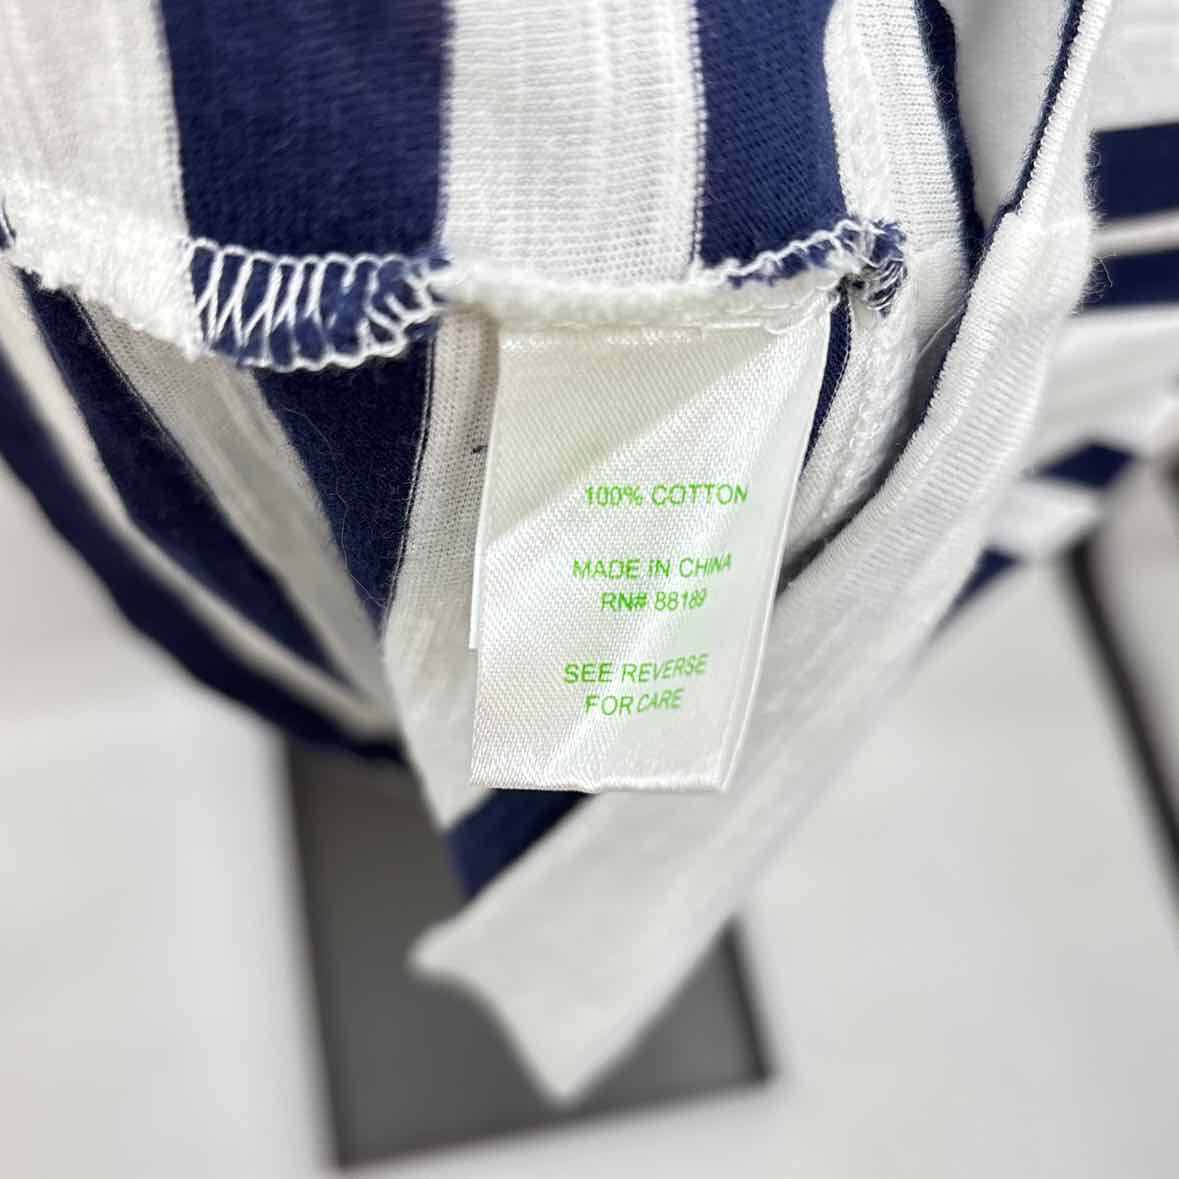 100% COTTON
MADE IN CHINA
RN# 88189
SEE REVERSE
FOR CARE